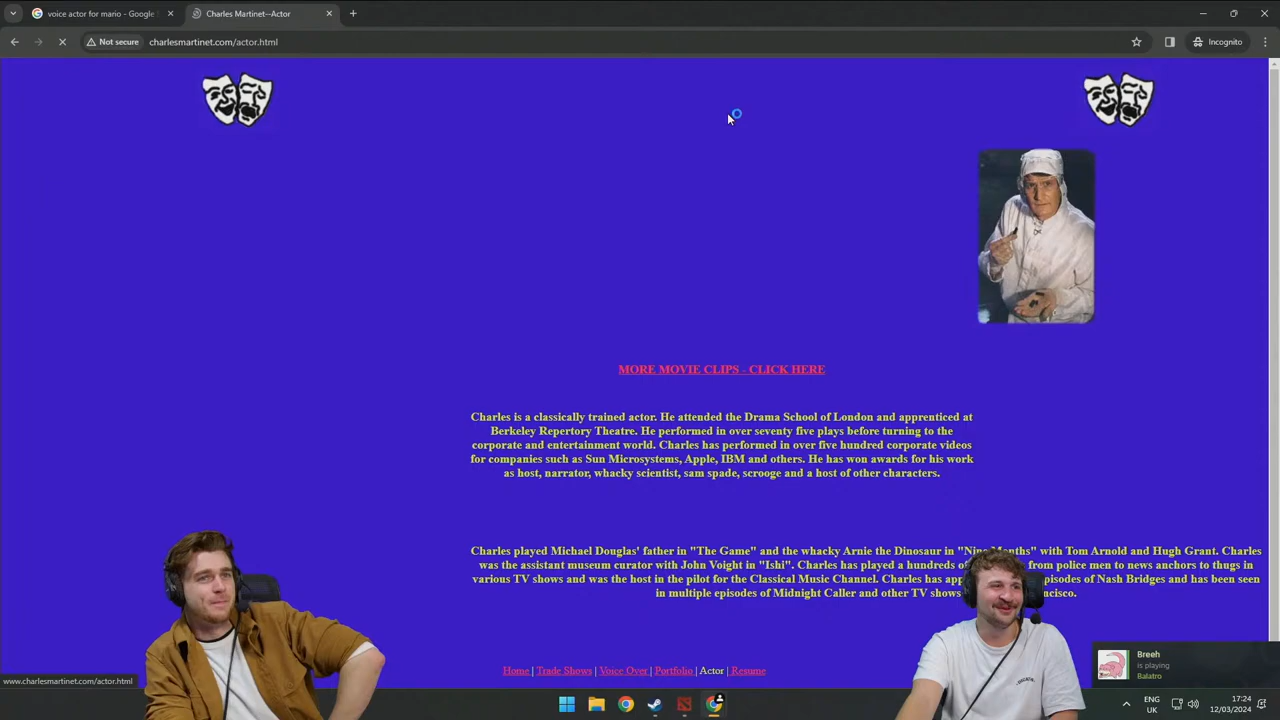 voice actor for mario - Google
Charles Martinet--Actor
Not secure
charlesmartinet.com/actor.html
Incognito
MORE MOVIE CLIPS - CLICK HERE
Charles is a classically trained actor. He attended the Drama School of London and apprenticed at
Berkeley Repertory Theatre. He performed in over seventy five plays before turning to the
corporate and entertainment world. Charles has performed in over five hundred corporate videos
for companies such as Sun Microsystems, Apple, IBM and others. He has won awards for his work
as host, narrator, whacky scientist, sam spade, scrooge and a host of other characters.
Charles played Michael Douglas' father in "The Game" and the whacky Arnie the Dinosaur in "Nine Months" with Tom Arnold and Hugh Grant. Charles
was the assistant museum curator with John Voight in "Ishi". Charles has played a hundreds of from police men to news anchors to thugs in
various TV shows and was the host in the pilot for the Classical Music Channel. Charles has episodes of Nash Bridges and has been seen
in multiple episodes of Midnight Caller and other TV shows
Home | Trade Shows | Voice Over | Portfolio | Actor | Resume
Breeh
is playing
Balatro
www.charlesmartinet.com/actor.html
ENG
UK
17:24
12/03/2024